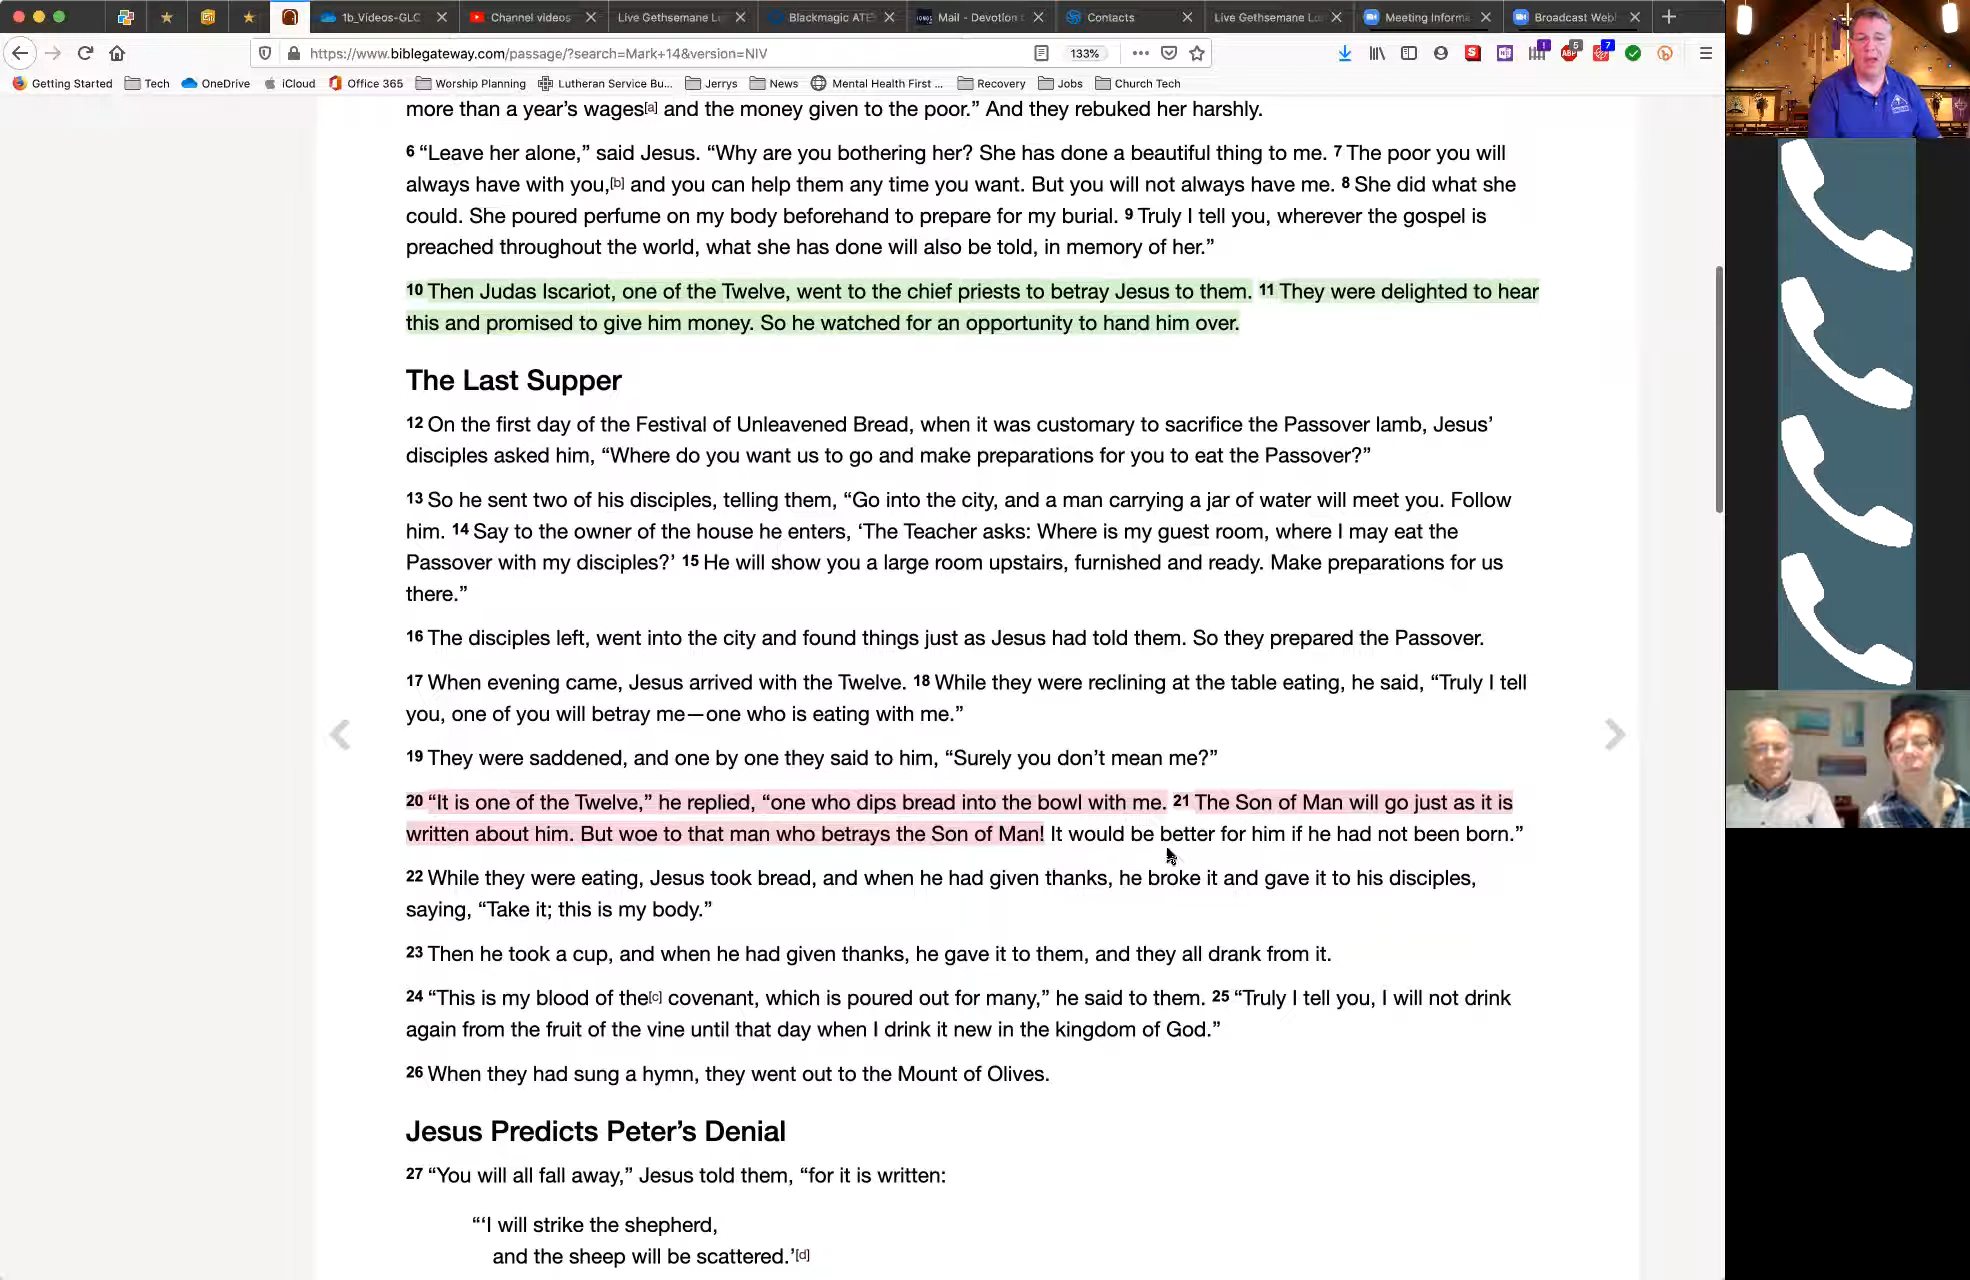 1b_Videos-GLC
Channel videos
Live Gethsemane Lu
Blackmagic ATE
Mail - Devotion
Contacts
Live Gethsemane Lu
Meeting Informa
Broadcast Web
https://www.biblegateway.com/passage/?search=Mark+14&version=NIV
133%
Getting Started Tech OneDrive iCloud Office 365 Worship Planning Lutheran Service Bu... Jerrys News Mental Health First ... Recovery Jobs Church Tech
more than a year’s wages[a] and the money given to the poor.” And they rebuked her harshly.
6 “Leave her alone,” said Jesus. “Why are you bothering her? She has done a beautiful thing to me. 7 The poor you will
always have with you,[b] and you can help them any time you want. But you will not always have me. 8 She did what she
could. She poured perfume on my body beforehand to prepare for my burial. 9 Truly I tell you, wherever the gospel is
preached throughout the world, what she has done will also be told, in memory of her.”
10 Then Judas Iscariot, one of the Twelve, went to the chief priests to betray Jesus to them. 11 They were delighted to hear
this and promised to give him money. So he watched for an opportunity to hand him over.
The Last Supper
12 On the first day of the Festival of Unleavened Bread, when it was customary to sacrifice the Passover lamb, Jesus’
disciples asked him, “Where do you want us to go and make preparations for you to eat the Passover?”
13 So he sent two of his disciples, telling them, “Go into the city, and a man carrying a jar of water will meet you. Follow
him. 14 Say to the owner of the house he enters, ‘The Teacher asks: Where is my guest room, where I may eat the
Passover with my disciples?’ 15 He will show you a large room upstairs, furnished and ready. Make preparations for us
there.”
16 The disciples left, went into the city and found things just as Jesus had told them. So they prepared the Passover.
17 When evening came, Jesus arrived with the Twelve. 18 While they were reclining at the table eating, he said, “Truly I tell
you, one of you will betray me—one who is eating with me.”
19 They were saddened, and one by one they said to him, “Surely you don’t mean me?”
20 “It is one of the Twelve,” he replied, “one who dips bread into the bowl with me. 21 The Son of Man will go just as it is
written about him. But woe to that man who betrays the Son of Man! It would be better for him if he had not been born.”
22 While they were eating, Jesus took bread, and when he had given thanks, he broke it and gave it to his disciples,
saying, “Take it; this is my body.”
23 Then he took a cup, and when he had given thanks, he gave it to them, and they all drank from it.
24 “This is my blood of the[c] covenant, which is poured out for many,” he said to them. 25 “Truly I tell you, I will not drink
again from the fruit of the vine until that day when I drink it new in the kingdom of God.”
26 When they had sung a hymn, they went out to the Mount of Olives.
Jesus Predicts Peter’s Denial
27 “You will all fall away,” Jesus told them, “for it is written:
“‘I will strike the shepherd,
and the sheep will be scattered.’[d]